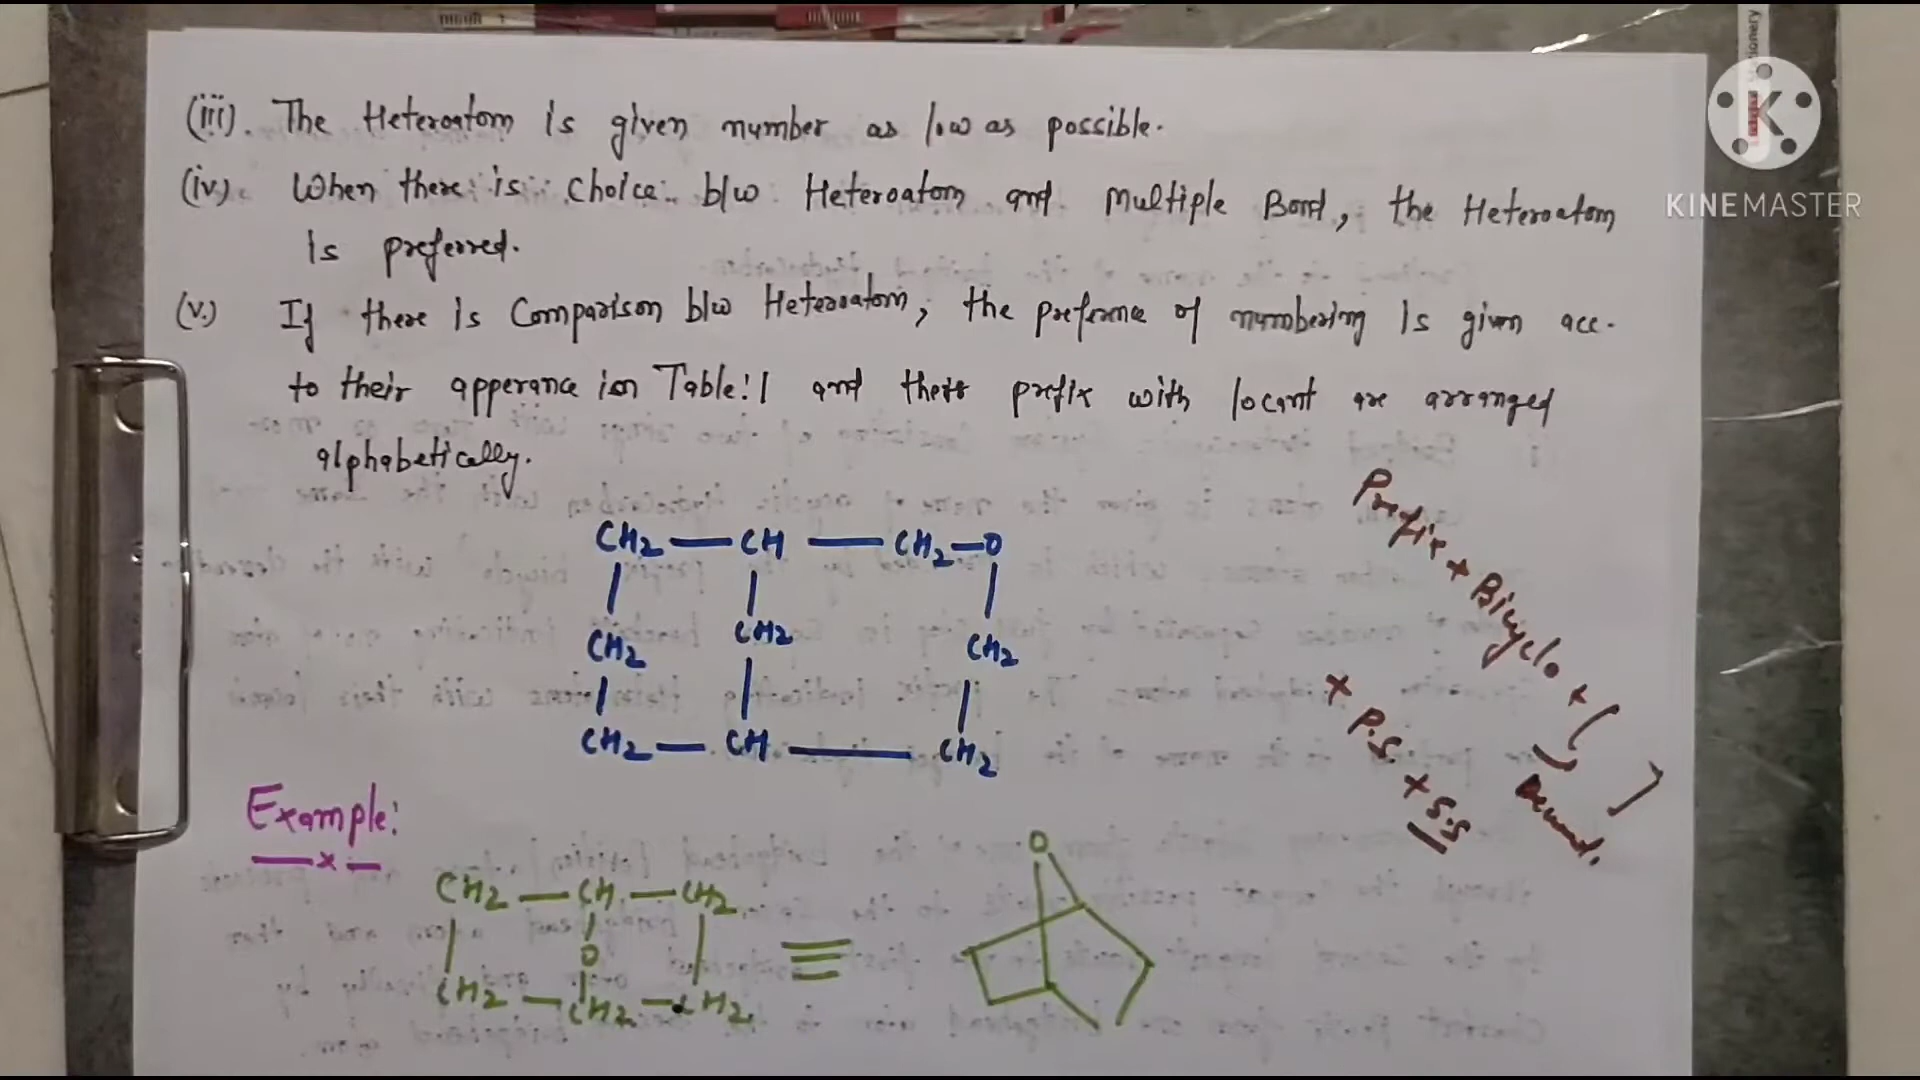 (iii). The Heteroatom is given number as low as possible.
(iv). When there is choice b/w Heteroatom and Multiple Bond, the Heteroatom
is preferred.
(v.) If there is Comparison b/w Heteroatom, the prefernce of numbering is given acc.
to their apperance ion Table:1 and there prefix with locant are arranged
alphabetically.
CH2 — CH — CH2 — O
CH2 CH2 CH2
CH2 — CH — CH2
Prefix + Bicyclo + [ ]
+ P.S. + S.S
Example:
CH2 — CH — CH2
O
CH2 — CH2 — CH2
≡
O
K
KINEMASTER